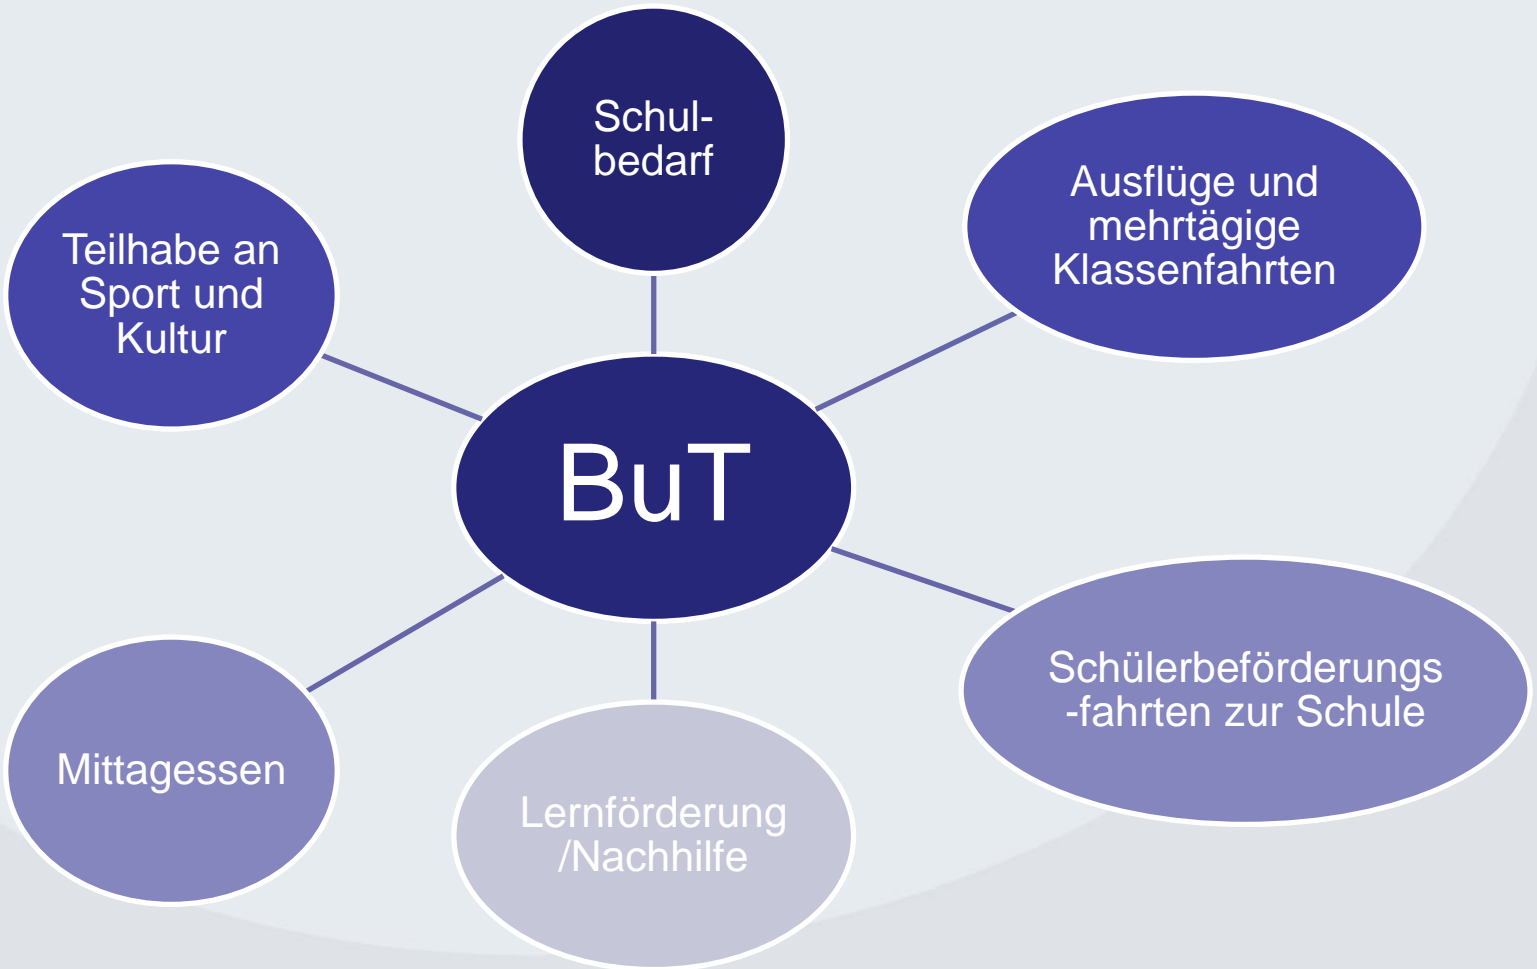 Schul-
bedarf
Ausflüge und
mehrtägige
Klassenfahrten
Teilhabe an
Sport und
Kultur
BuT
Schülerbeförderungs
-fahrten zur Schule
Mittagessen
Lernförderung
/Nachhilfe